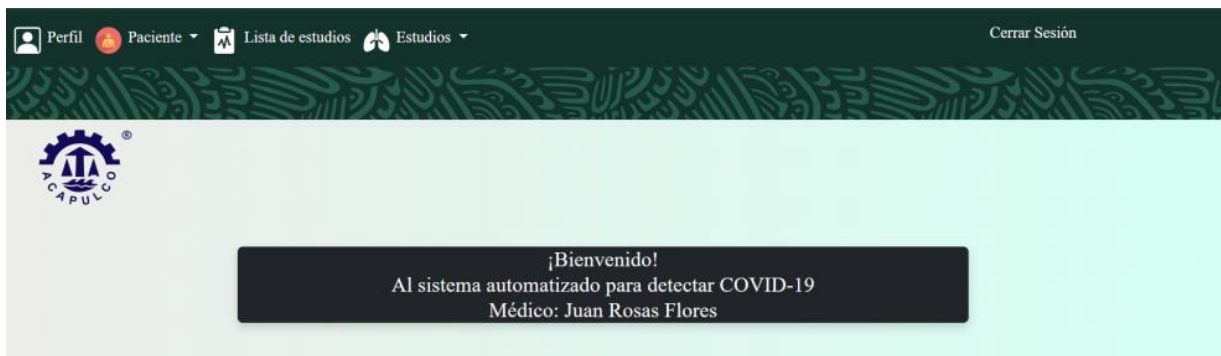 Perfil Paciente Lista de estudios Estudios Cerrar Sesión
®
ACAPULCO
¡Bienvenido!
Al sistema automatizado para detectar COVID-19
Médico: Juan Rosas Flores